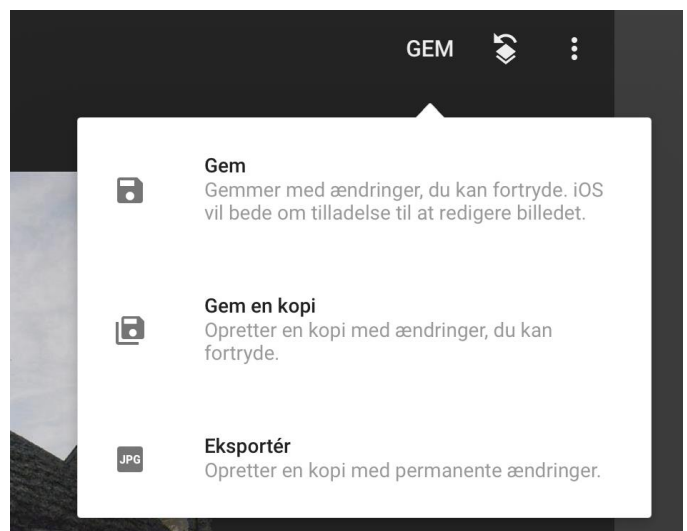 GEM
Gem
Gemmer med ændringer, du kan fortryde. iOS
vil bede om tilladelse til at redigere billedet.
Gem en kopi
Opretter en kopi med ændringer, du kan
fortryde.
JPG
Eksportér
Opretter en kopi med permanente ændringer.